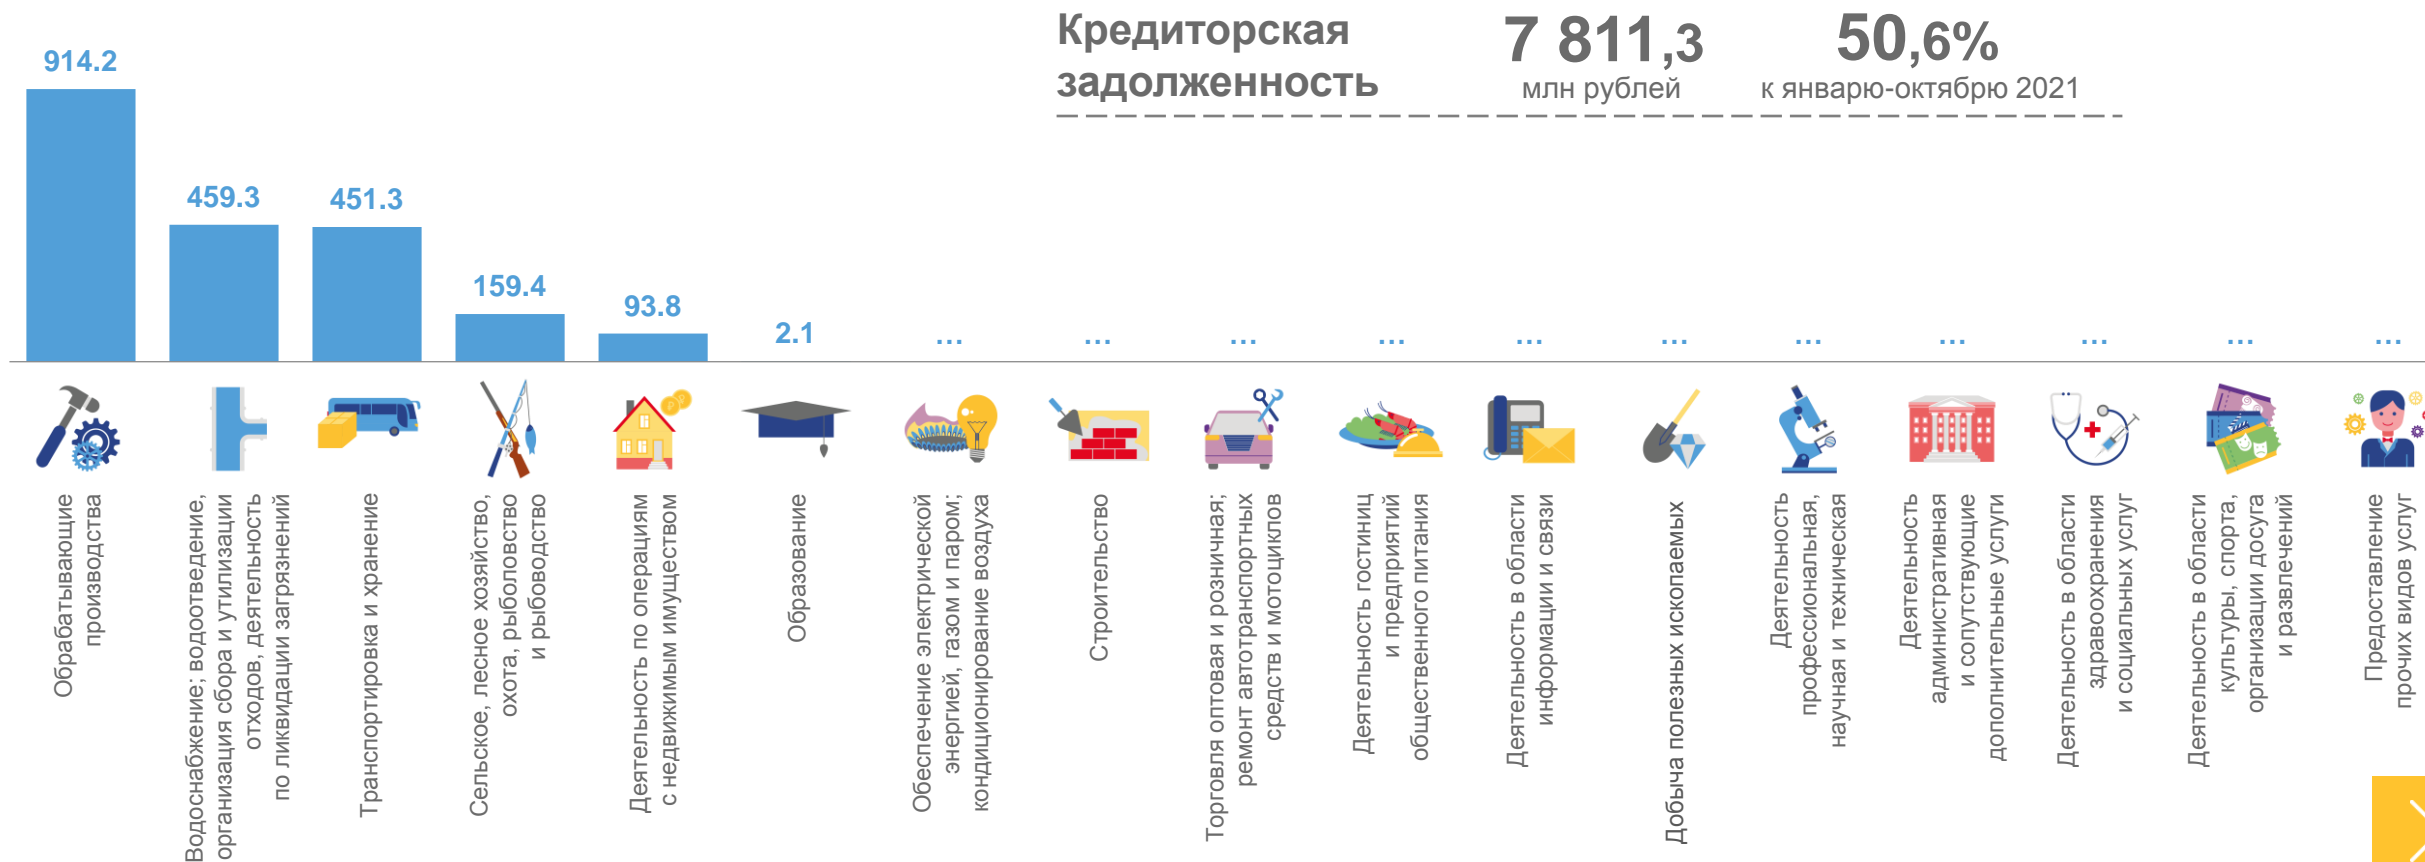 Кредиторская
задолженность
7 811,3
млн рублей
50,6%
к январю-октябрю 2021
914.2
459.3
451.3
159.4
93.8
2.1
...
...
...
...
...
...
...
...
...
...
...
Обрабатывающие
производства
Водоснабжение; водоотведение,
организация сбора и утилизации
отходов, деятельность
по ликвидации загрязнений
Транспортировка и хранение
Сельское, лесное хозяйство,
охота, рыболовство
и рыбоводство
Деятельность по операциям
с недвижимым имуществом
Образование
Обеспечение электрической
энергией, газом и паром;
кондиционирование воздуха
Строительство
Торговля оптовая и розничная;
ремонт автотранспортных
средств и мотоциклов
Деятельность гостиниц
и предприятий
общественного питания
Деятельность в области
информации и связи
Добыча полезных ископаемых
Деятельность
профессиональная,
научная и техническая
Деятельность
административная
и сопутствующие
дополнительные услуги
Деятельность в области
здравоохранения
и социальных услуг
Деятельность в области
культуры, спорта,
организации досуга
и развлечений
Предоставление
прочих видов услуг